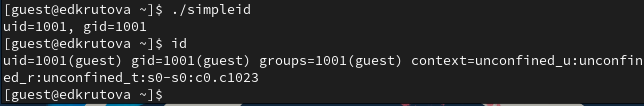 [guest@edkrutova ~]$ ./simpleid
uid=1001, gid=1001
[guest@edkrutova ~]$ id
uid=1001(guest) gid=1001(guest) groups=1001(guest) context=unconfined_u:unconfin
ed_r:unconfined_t:s0-s0:c0.c1023
[guest@edkrutova ~]$